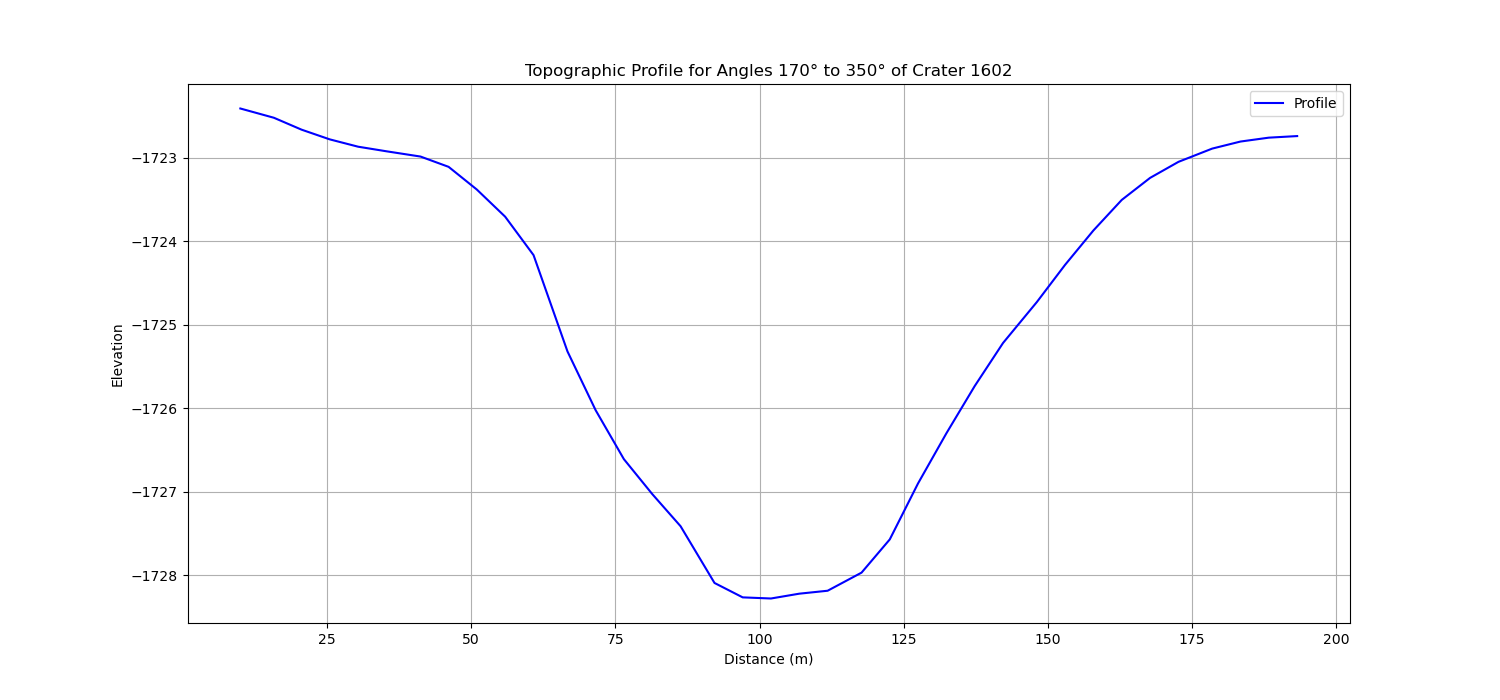 Topographic Profile for Angles 170° to 350° of Crater 1602
Profile
Elevation
−1723
−1724
−1725
−1726
−1727
−1728
25 50 75 100 125 150 175 200
Distance (m)